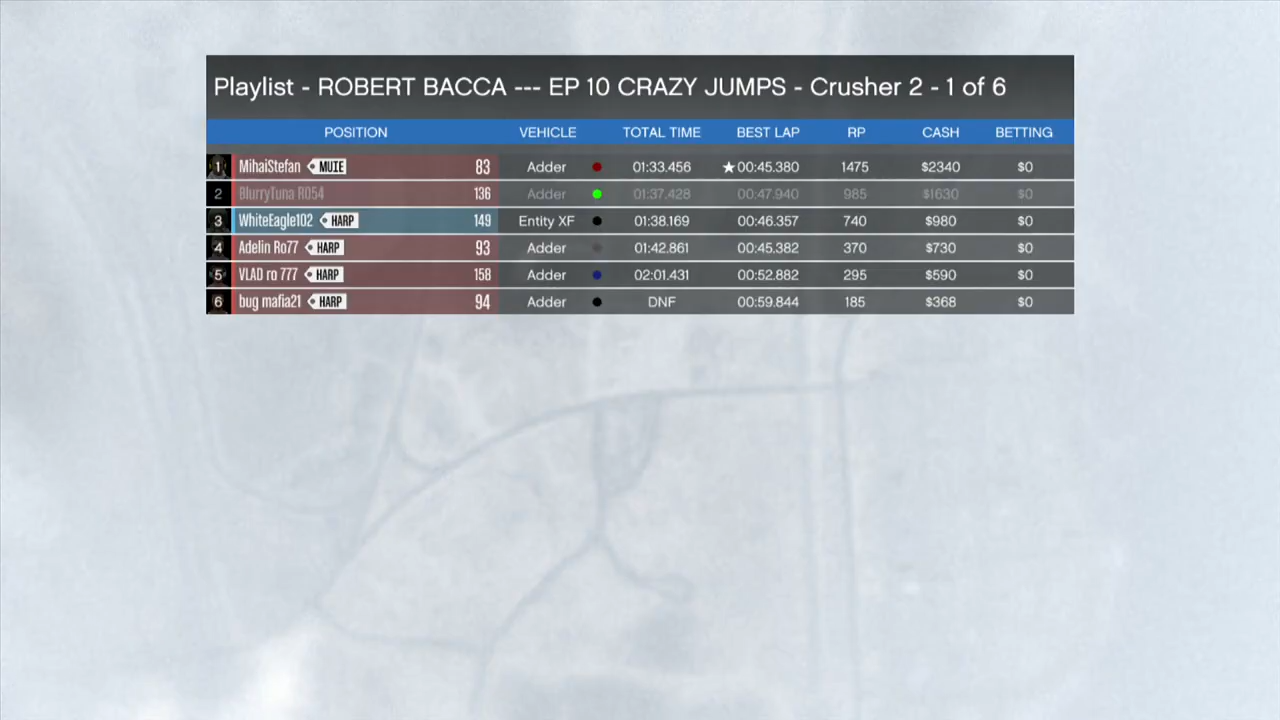 Playlist - ROBERT BACCA --- EP 10 CRAZY JUMPS - Crusher 2 - 1 of 6
POSITION VEHICLE TOTAL TIME BEST LAP RP CASH BETTING
1 MihaiStefan MUIE 83 Adder 01:33.456 00:45.380 1475 $2340 $0
2 BlurryTuna RO54 136 Adder 01:37.428 00:47.940 985 $1630 $0
3 WhiteEagle102 HARP 149 Entity XF 01:38.169 00:46.357 740 $980 $0
4 Adelin Ro77 HARP 93 Adder 01:42.861 00:45.382 370 $730 $0
5 VLAD ro 777 HARP 158 Adder 02:01.431 00:52.882 295 $590 $0
6 bug mafia21 HARP 94 Adder DNF 00:59.844 185 $368 $0